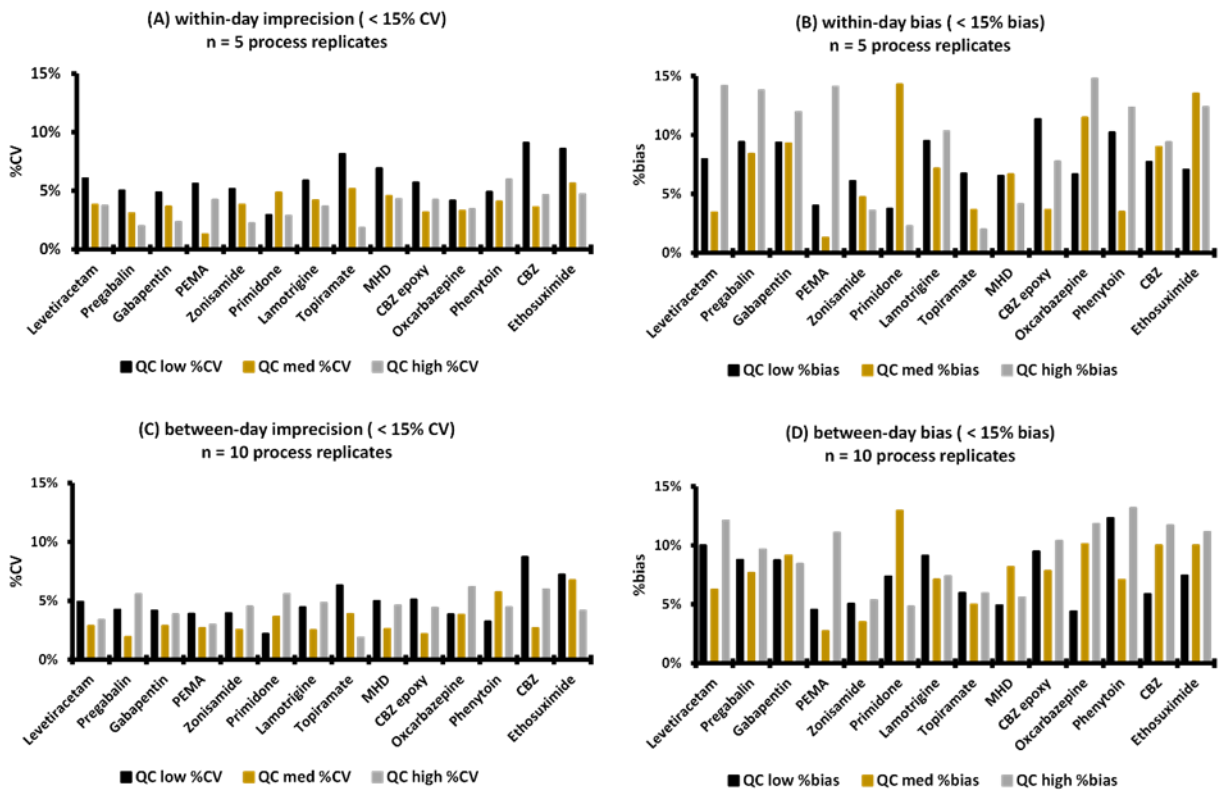 (A) within-day imprecision ( < 15% CV)
n = 5 process replicates
15%
10%
5%
0%
%CV
Levetiracetam
Pregabalin
Gabapentin
PEMA
Zonisamide
Primidone
Lamotrigine
Topiramate
MHD
CBZ epoxy
Oxcarbazepine
Phenytoin
CBZ
Ethosuximide
QC low %CV QC med %CV QC high %CV
(B) within-day bias ( < 15% bias)
n = 5 process replicates
15%
10%
5%
0%
%bias
Levetiracetam
Pregabalin
Gabapentin
PEMA
Zonisamide
Primidone
Lamotrigine
Topiramate
MHD
CBZ epoxy
Oxcarbazepine
Phenytoin
CBZ
Ethosuximide
QC low %bias QC med %bias QC high %bias
(C) between-day imprecision ( < 15% CV)
n = 10 process replicates
15%
10%
5%
0%
%CV
Levetiracetam
Pregabalin
Gabapentin
PEMA
Zonisamide
Primidone
Lamotrigine
Topiramate
MHD
CBZ epoxy
Oxcarbazepine
Phenytoin
CBZ
Ethosuximide
QC low %CV QC med %CV QC high %CV
(D) between-day bias ( < 15% bias)
n = 10 process replicates
15%
10%
5%
0%
%bias
Levetiracetam
Pregabalin
Gabapentin
PEMA
Zonisamide
Primidone
Lamotrigine
Topiramate
MHD
CBZ epoxy
Oxcarbazepine
Phenytoin
CBZ
Ethosuximide
QC low %bias QC med %bias QC high %bias